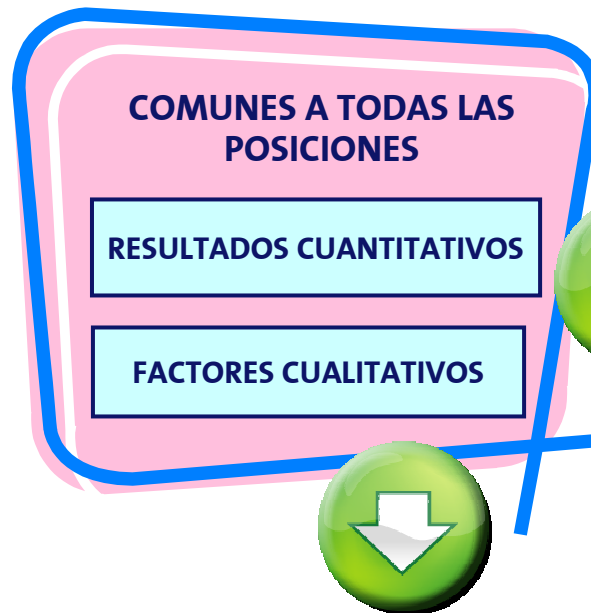 COMUNES A TODAS LAS
POSICIONES
RESULTADOS CUANTITATIVOS
FACTORES CUALITATIVOS